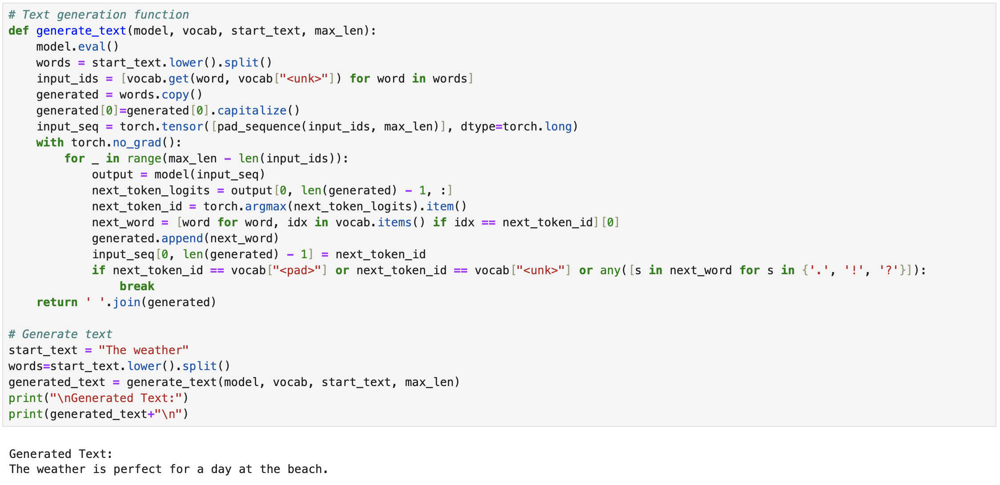 # Text generation function
def generate_text(model, vocab, start_text, max_len):
    model.eval()
    words = start_text.lower().split()
    input_ids = [vocab.get(word, vocab["<unk>"]) for word in words]
    generated = words.copy()
    generated[0]=generated[0].capitalize()
    input_seq = torch.tensor([pad_sequence(input_ids, max_len)], dtype=torch.long)
    with torch.no_grad():
        for _ in range(max_len - len(input_ids)):
            output = model(input_seq)
            next_token_logits = output[0, len(generated) - 1, :]
            next_token_id = torch.argmax(next_token_logits).item()
            next_word = [word for word, idx in vocab.items() if idx == next_token_id][0]
            generated.append(next_word)
            input_seq[0, len(generated) - 1] = next_token_id
            if next_token_id == vocab["<pad>"] or next_token_id == vocab["<unk>"] or any([s in next_word for s in {'.', '!', '?'}]):
                break
    return ' '.join(generated)

# Generate text
start_text = "The weather"
words=start_text.lower().split()
generated_text = generate_text(model, vocab, start_text, max_len)
print("\nGenerated Text:")
print(generated_text+"\n")

Generated Text:
The weather is perfect for a day at the beach.